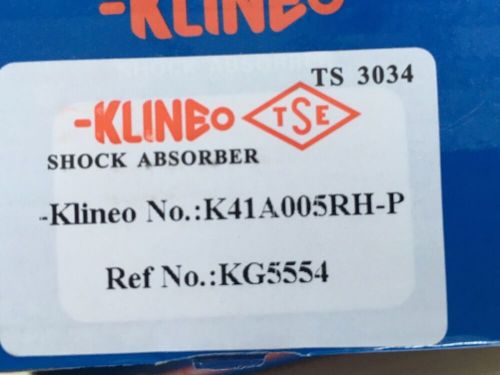 -KLINEO
TS 3034
-KLINEO TSE
SHOCK ABSORBER
-Klineo No.:K41A005RH-P
Ref No.:KG5554